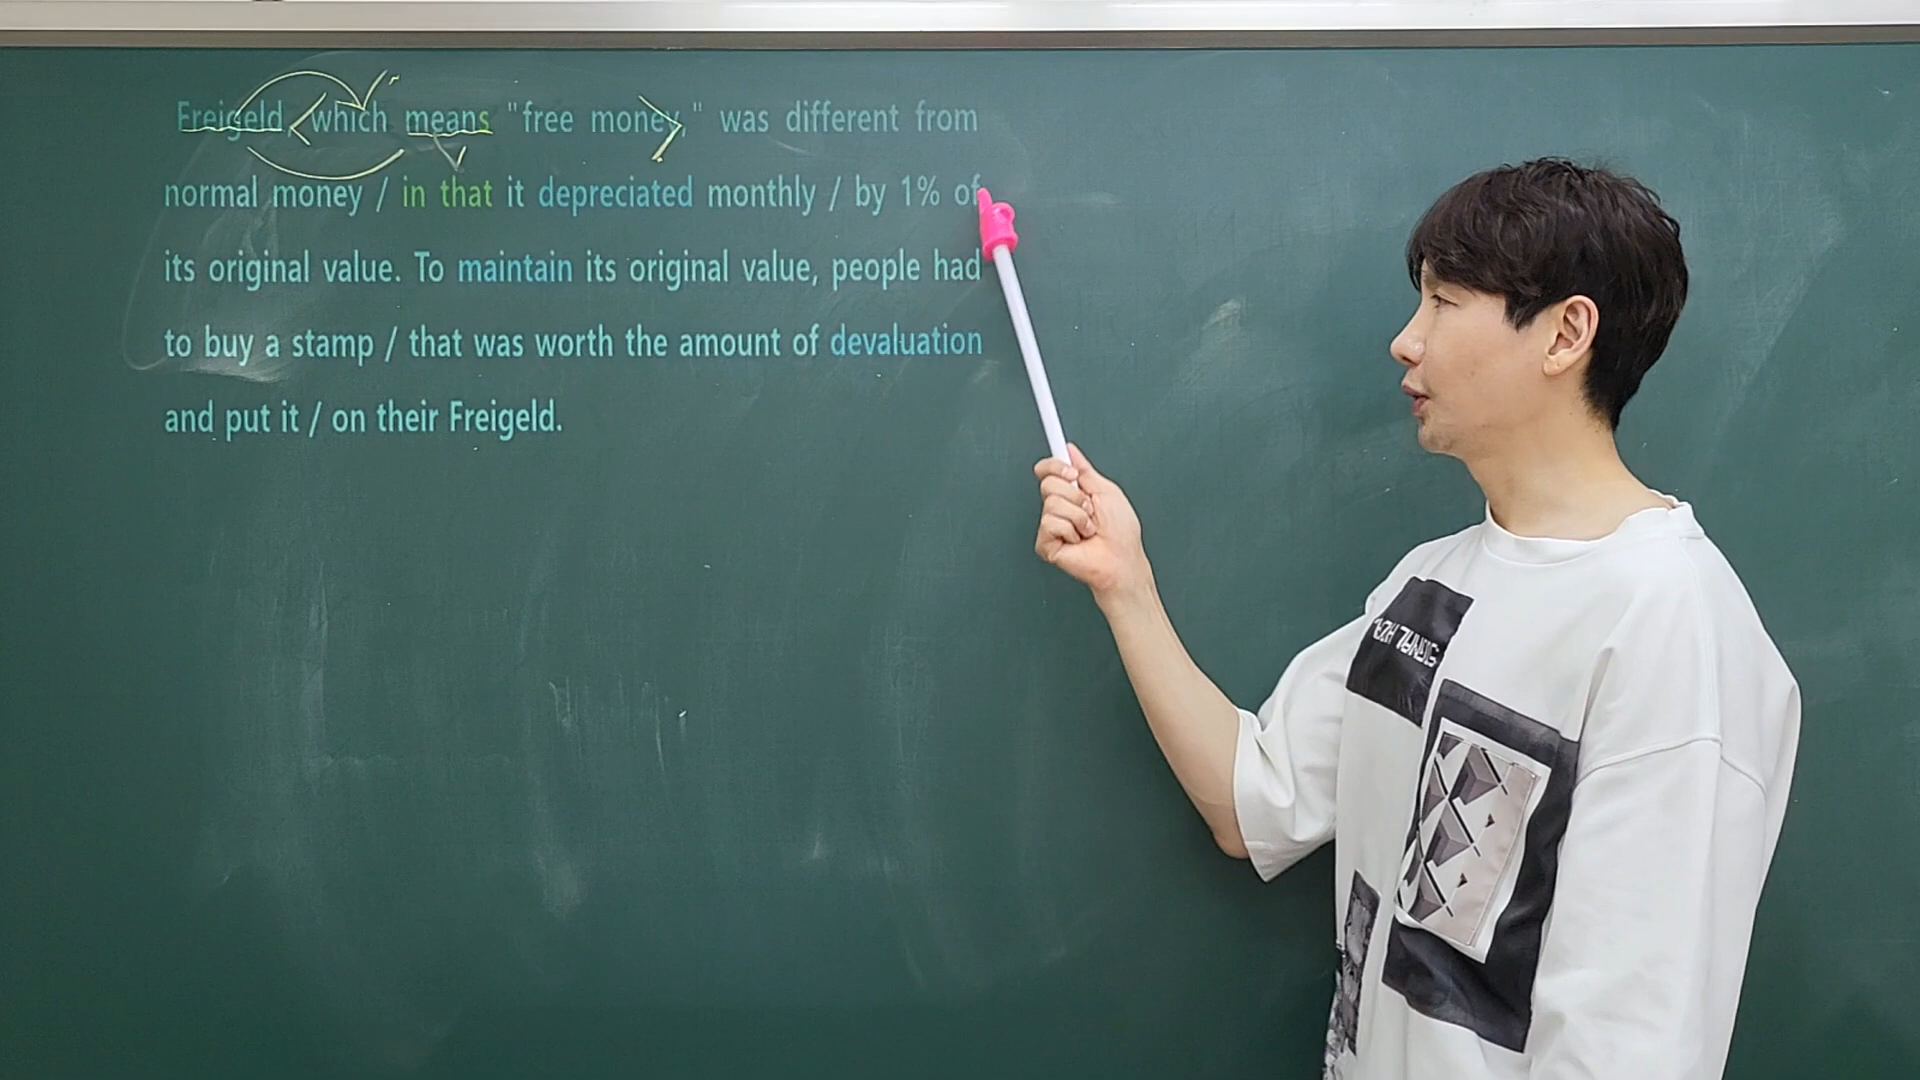 Freigeld, which means "free money," was different from
normal money / in that it depreciated monthly / by 1% of
its original value. To maintain its original value, people had
to buy a stamp / that was worth the amount of devaluation
and put it / on their Freigeld.